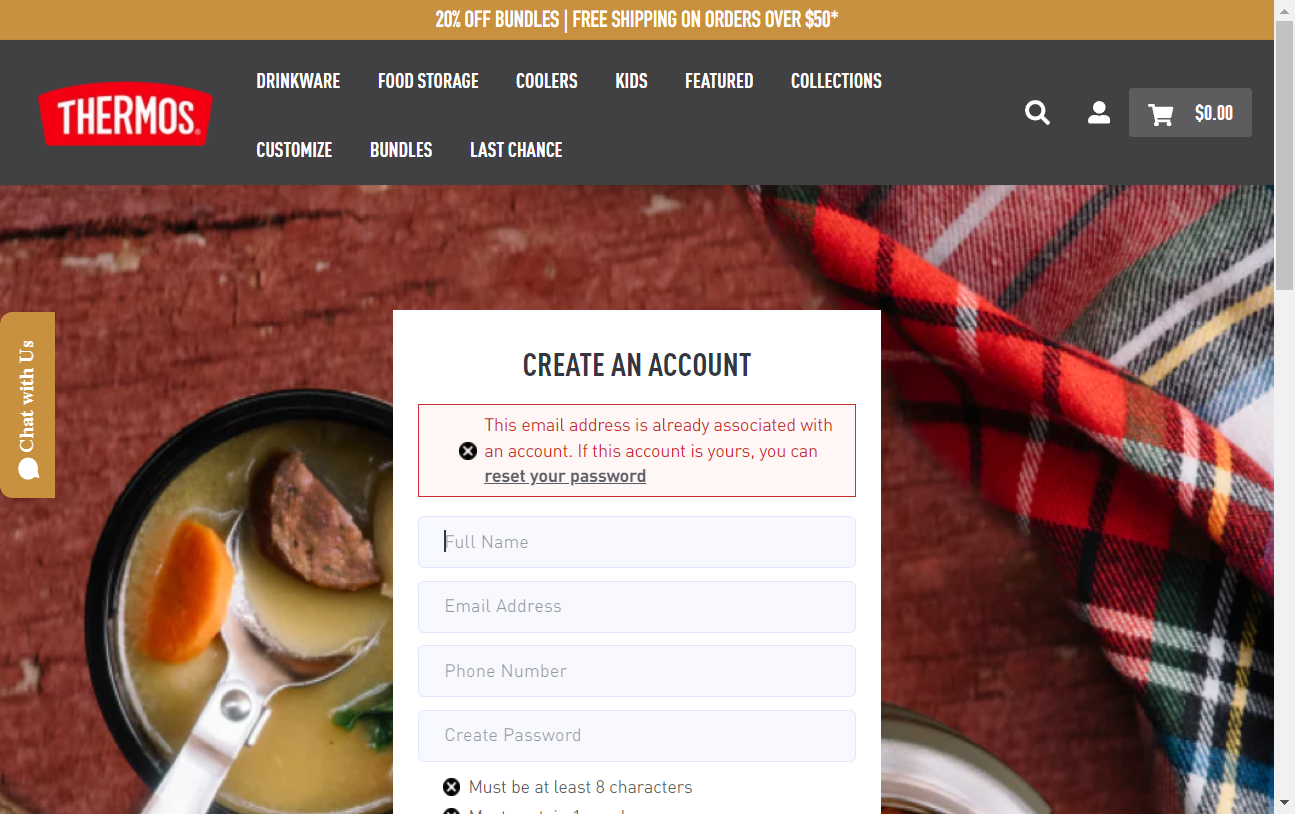 20% OFF BUNDLES | FREE SHIPPING ON ORDERS OVER $50*
DRINKWARE FOOD STORAGE COOLERS KIDS FEATURED COLLECTIONS
THERMOS®
$0.00
CUSTOMIZE BUNDLES LAST CHANCE
Chat with Us
CREATE AN ACCOUNT
This email address is already associated with
an account. If this account is yours, you can
reset your password
Full Name
Email Address
Phone Number
Create Password
Must be at least 8 characters